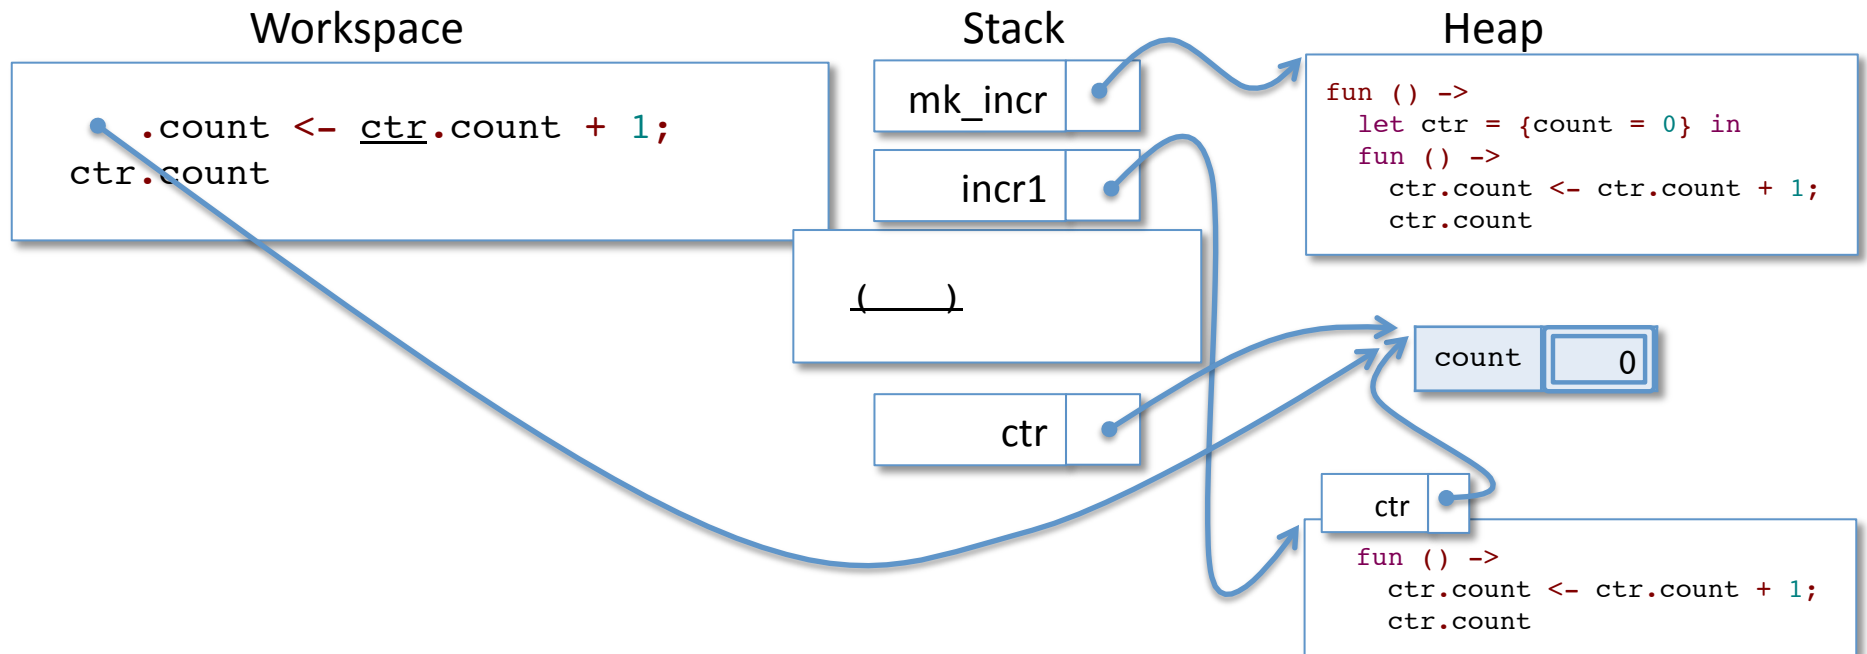 Workspace
.count <- ctr.count + 1;
ctr.count
Stack
mk_incr
incr1
( )
ctr
Heap
fun () ->
let ctr = {count = 0} in
fun () ->
ctr.count <- ctr.count + 1;
ctr.count
count 0
ctr
fun () ->
ctr.count <- ctr.count + 1;
ctr.count